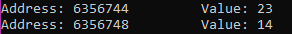 Address: 6356744 Value: 23
Address: 6356748 Value: 14